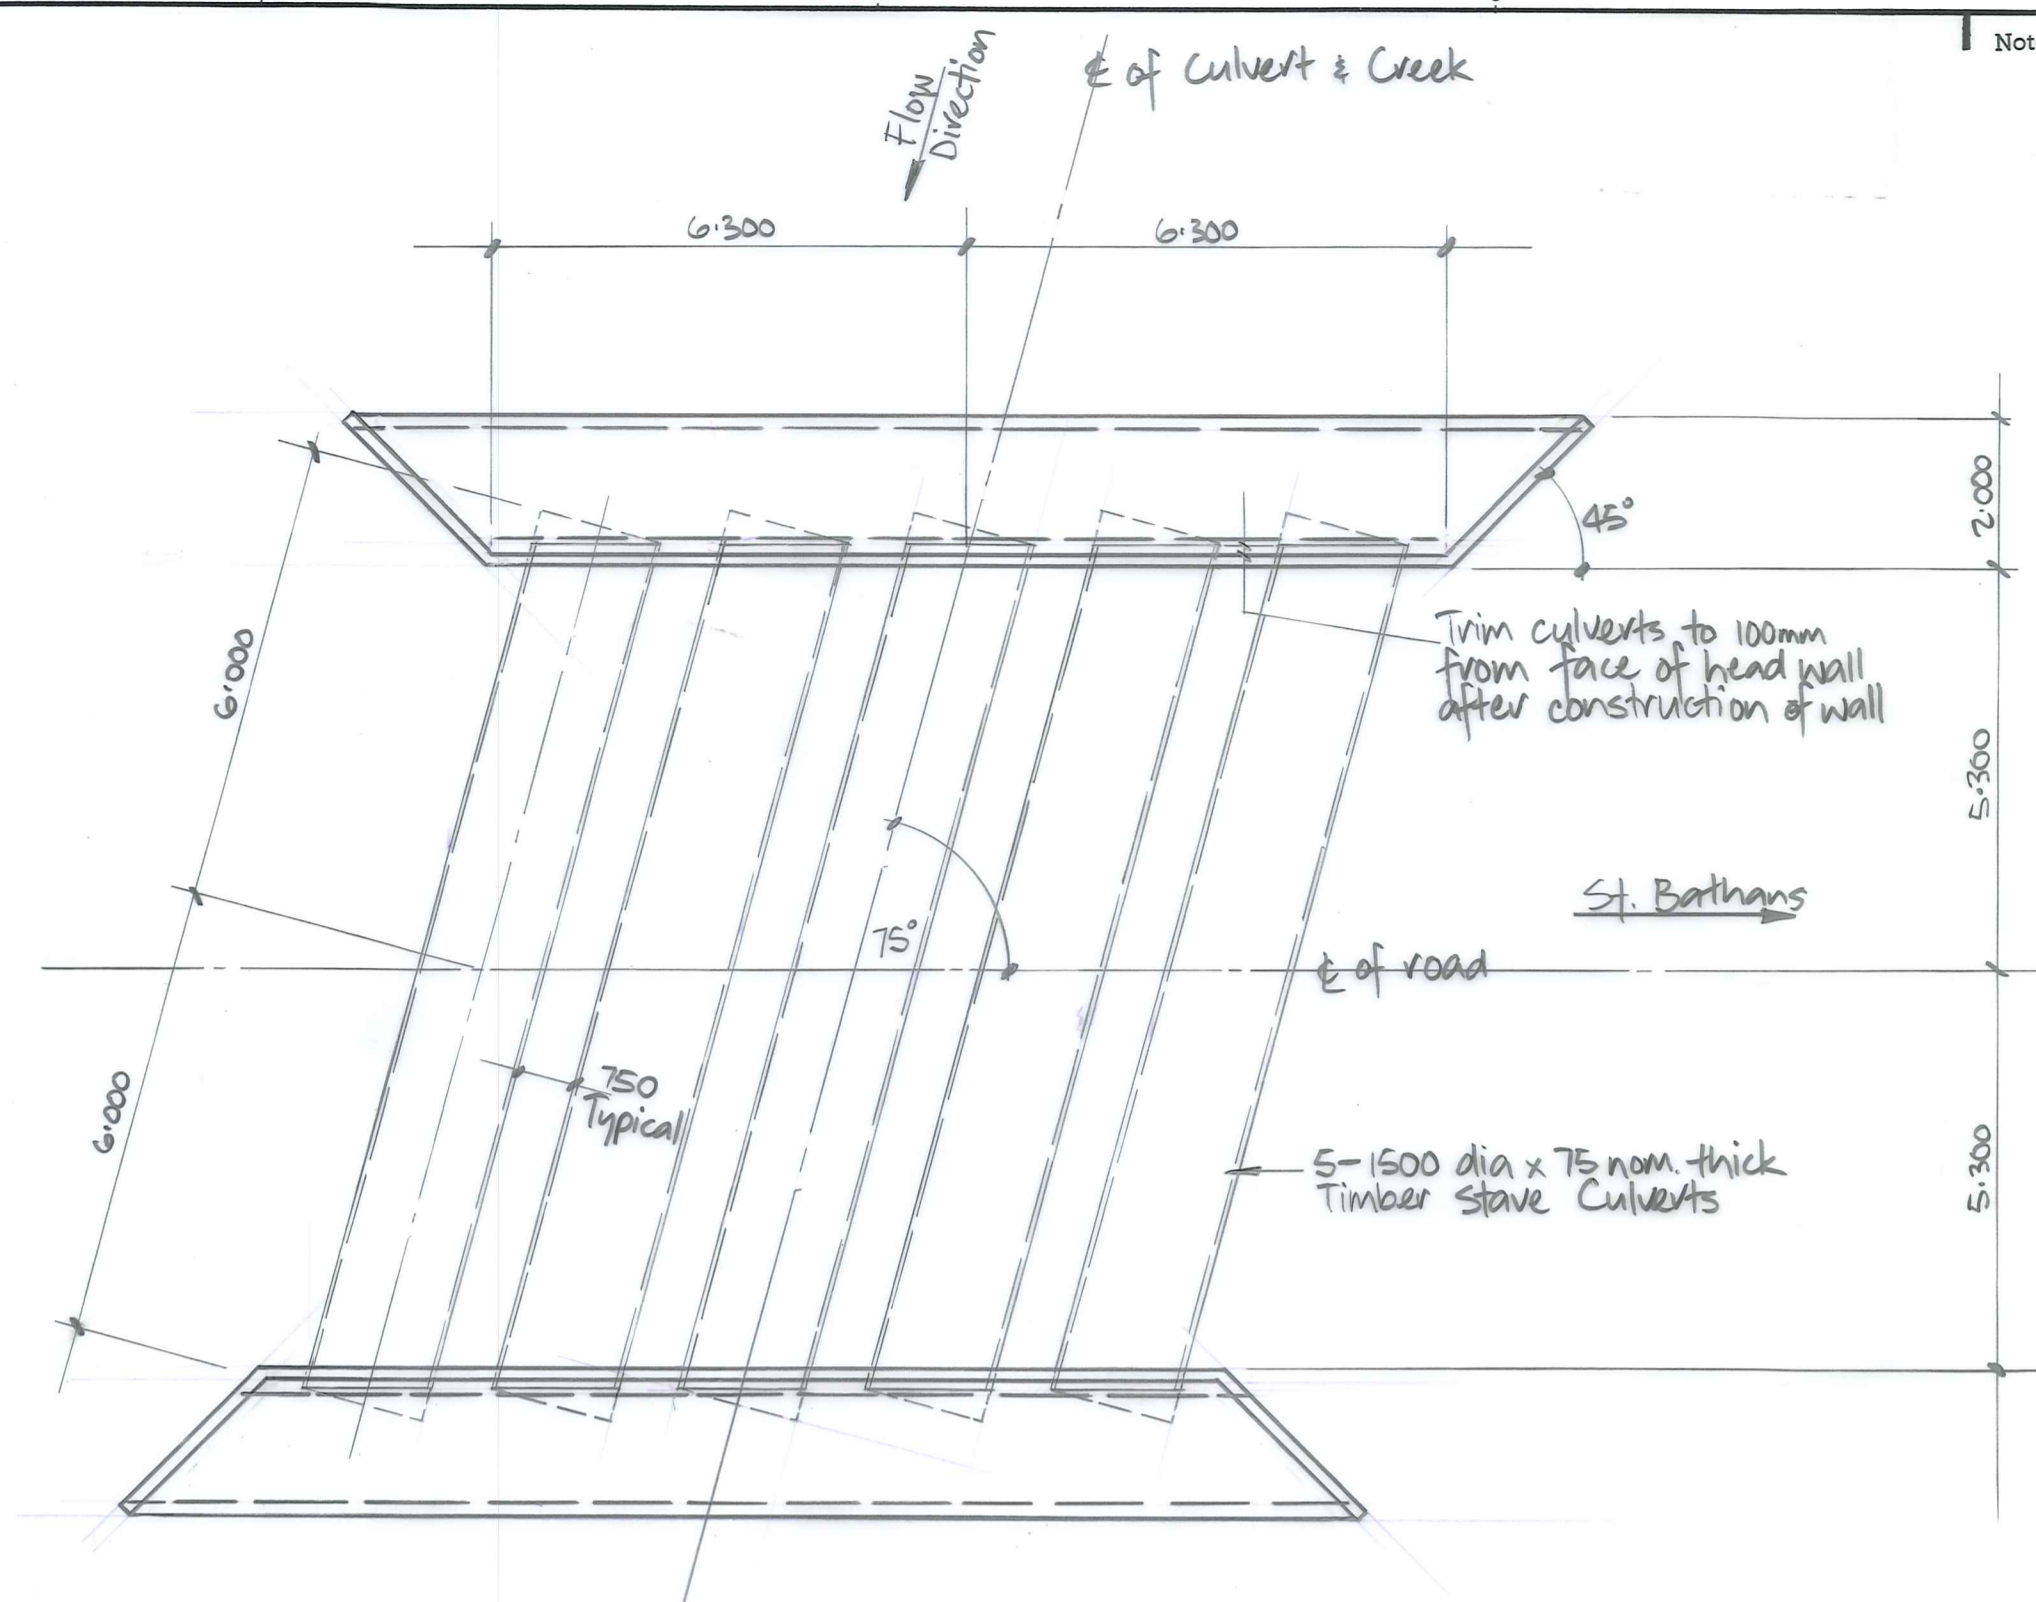 Flow
Direction
℄ of Culvert & Creek
6·300
6·300
45°
2·000
Trim culverts to 100mm
from face of head wall
after construction of wall
6·000
5·300
St. Bathans
75°
℄ of road
750
Typical
6·000
5-1500 dia x 75 nom. thick
Timber Stave Culverts
5·300